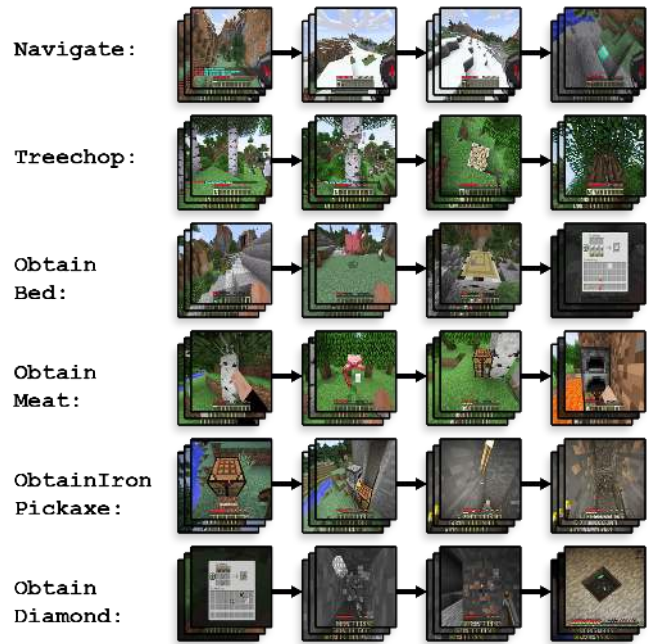 Navigate:
Treechop:
Obtain
Bed:
Obtain
Meat:
ObtainIron
Pickaxe:
Obtain
Diamond: